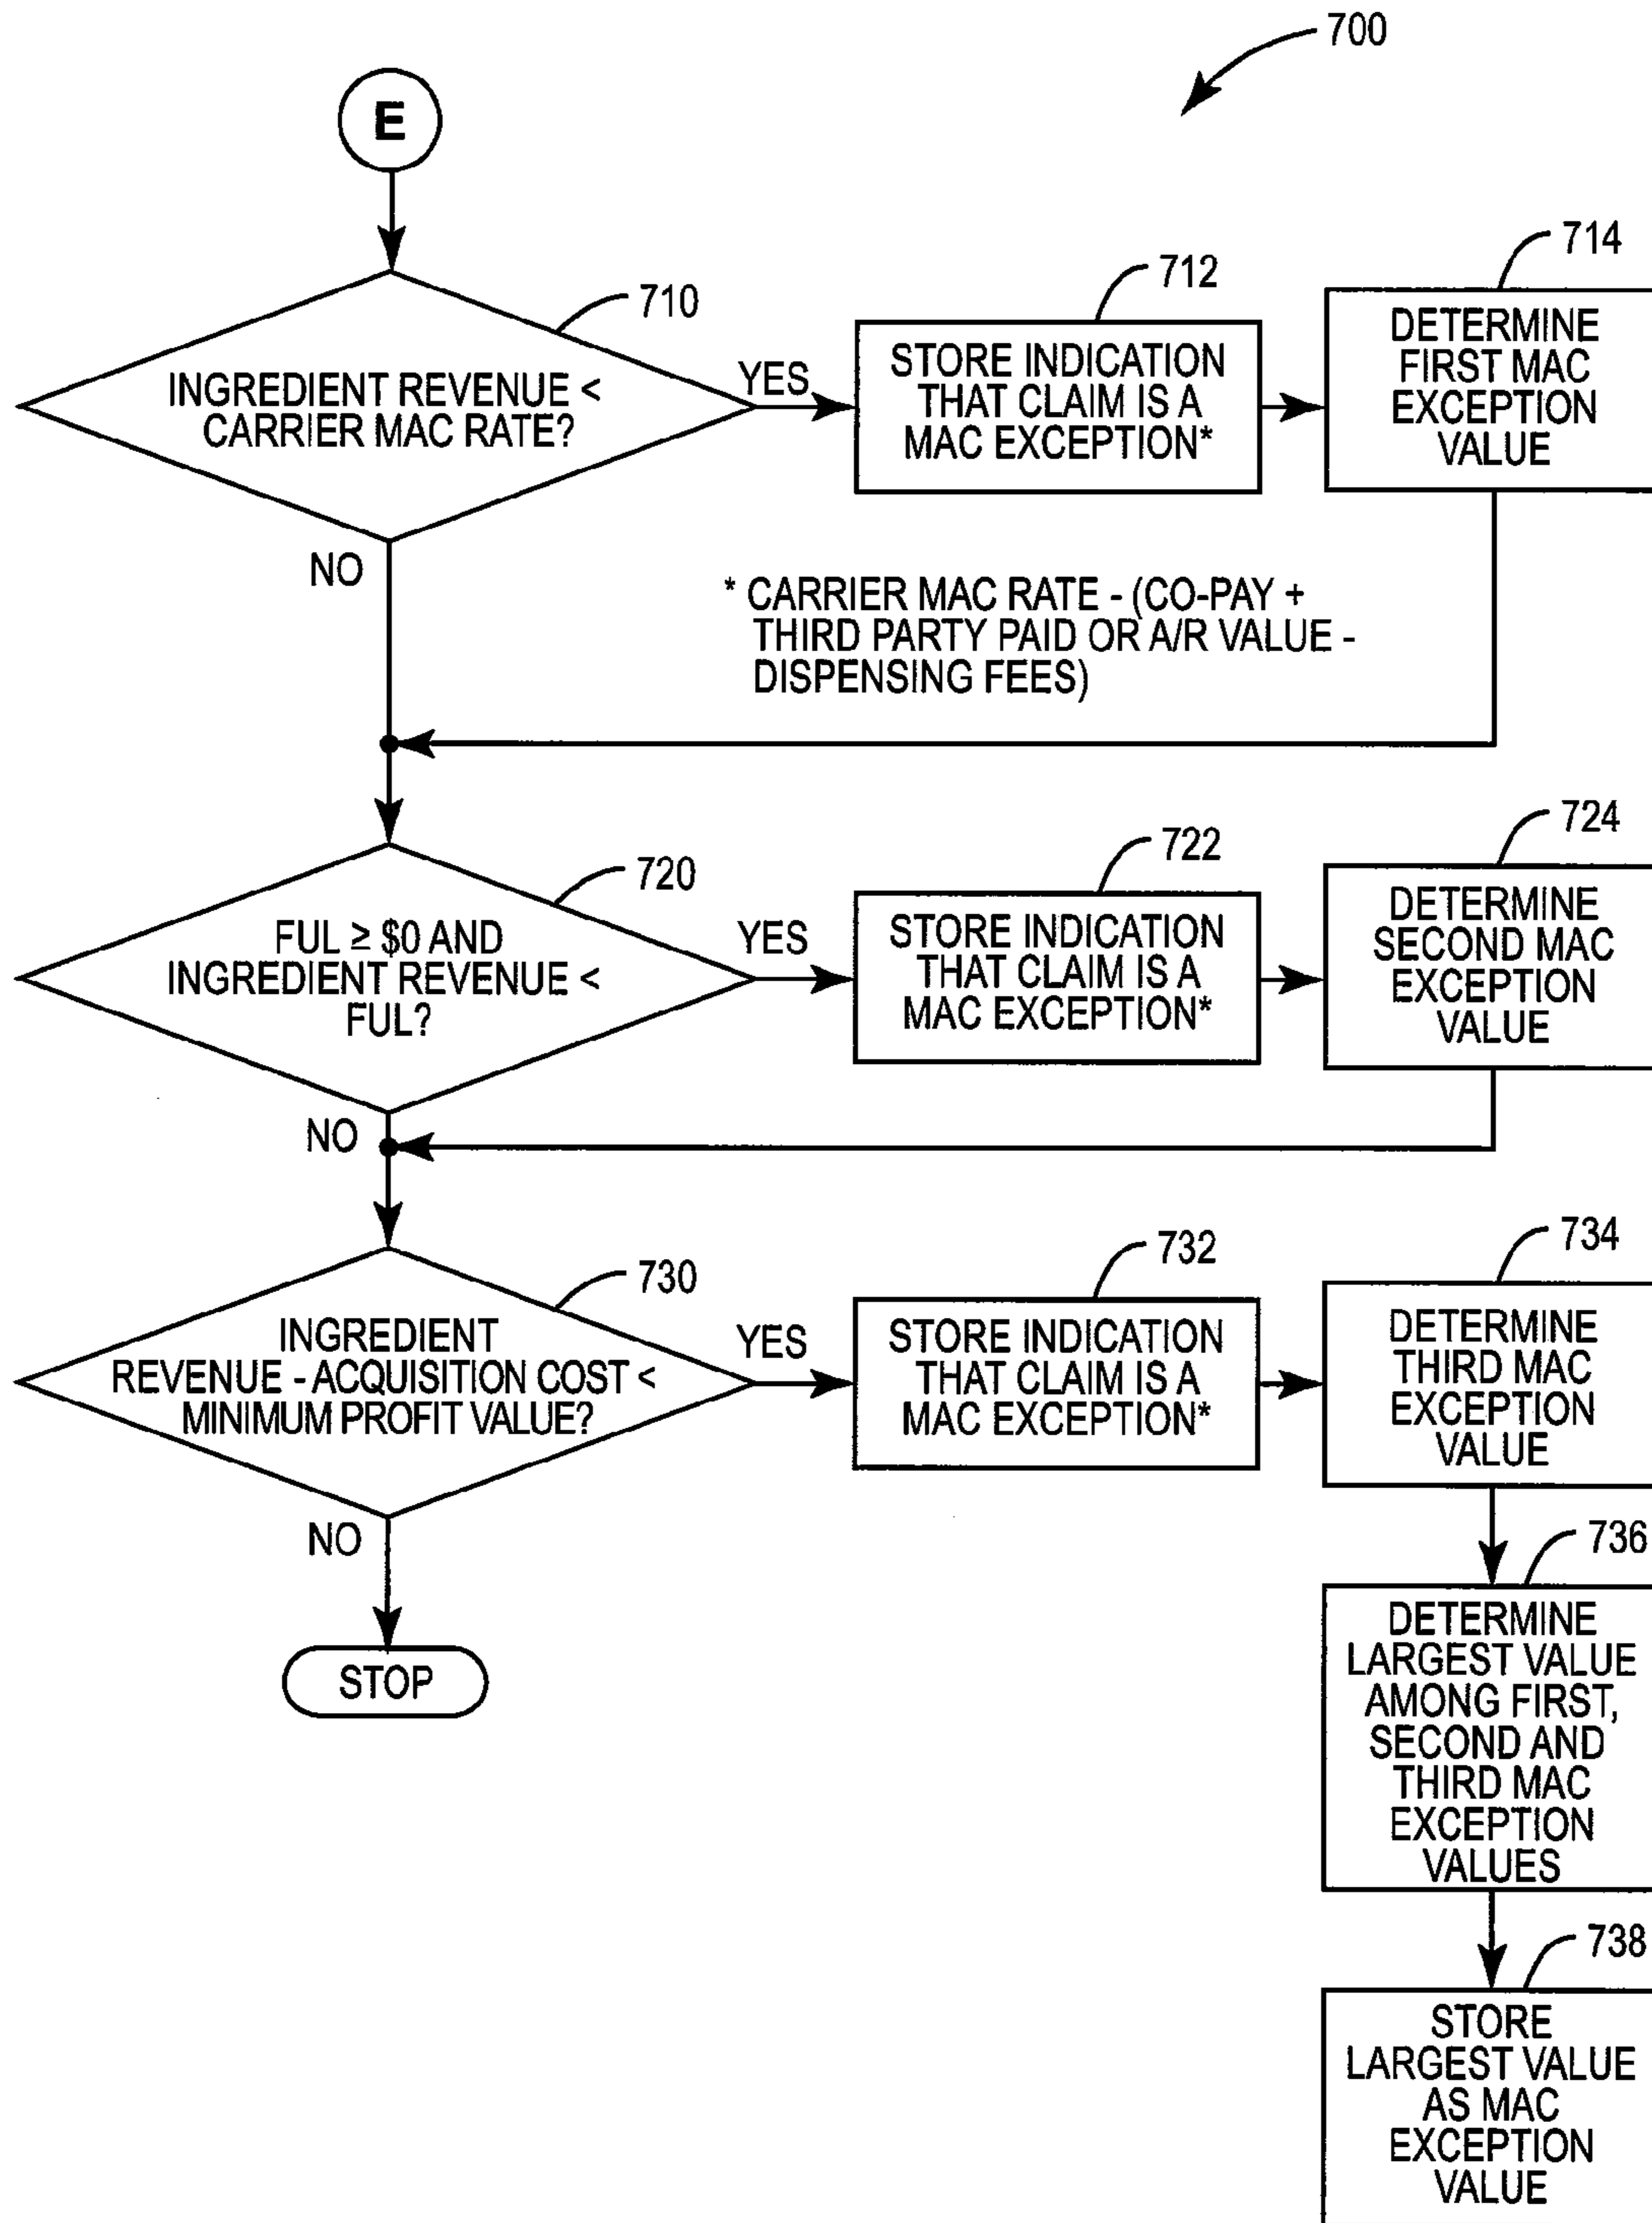 700
E
710
INGREDIENT REVENUE <
CARRIER MAC RATE?
YES
NO
712
STORE INDICATION
THAT CLAIM IS A
MAC EXCEPTION*
714
DETERMINE
FIRST MAC
EXCEPTION
VALUE
* CARRIER MAC RATE - (CO-PAY +
THIRD PARTY PAID OR A/R VALUE -
DISPENSING FEES)
720
FUL ≥ $0 AND
INGREDIENT REVENUE <
FUL?
YES
NO
722
STORE INDICATION
THAT CLAIM IS A
MAC EXCEPTION*
724
DETERMINE
SECOND MAC
EXCEPTION
VALUE
730
INGREDIENT
REVENUE - ACQUISITION COST <
MINIMUM PROFIT VALUE?
YES
NO
732
STORE INDICATION
THAT CLAIM IS A
MAC EXCEPTION*
734
DETERMINE
THIRD MAC
EXCEPTION
VALUE
STOP
736
DETERMINE
LARGEST VALUE
AMONG FIRST,
SECOND AND
THIRD MAC
EXCEPTION
VALUES
738
STORE
LARGEST VALUE
AS MAC
EXCEPTION
VALUE